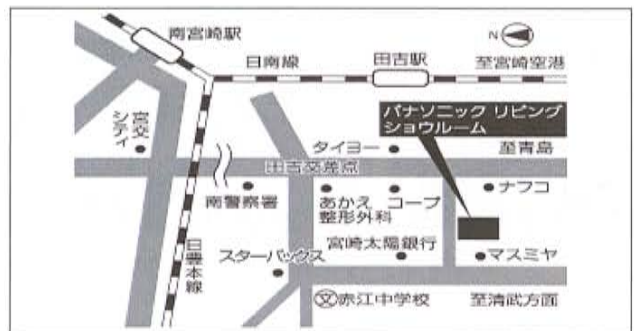 南宮崎駅
N
日南線
田吉駅
至宮崎空港
宮交
シティ
パナソニック リビング
ショウルーム
タイヨー
至青島
田吉交差点
南警察署
あかえ
整形外科
コープ
ナフコ
日豊本線
スターバックス
宮崎太陽銀行
マスミヤ
文赤江中学校
至清武方面